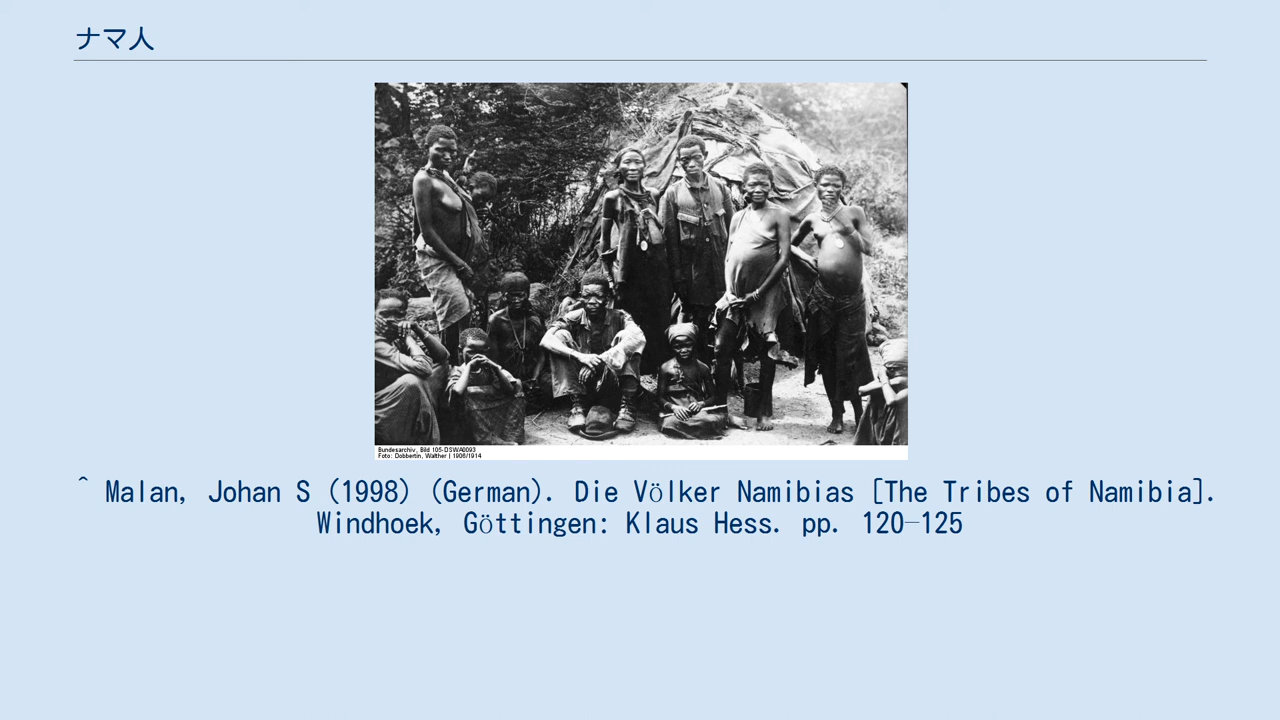 ナマ人
Bundesarchiv, Bild 105-DSWA0093
Foto: Dobbertin, Walther | 1906/1914
^ Malan, Johan S (1998) (German). Die Völker Namibias [The Tribes of Namibia].
Windhoek, Göttingen: Klaus Hess. pp. 120–125